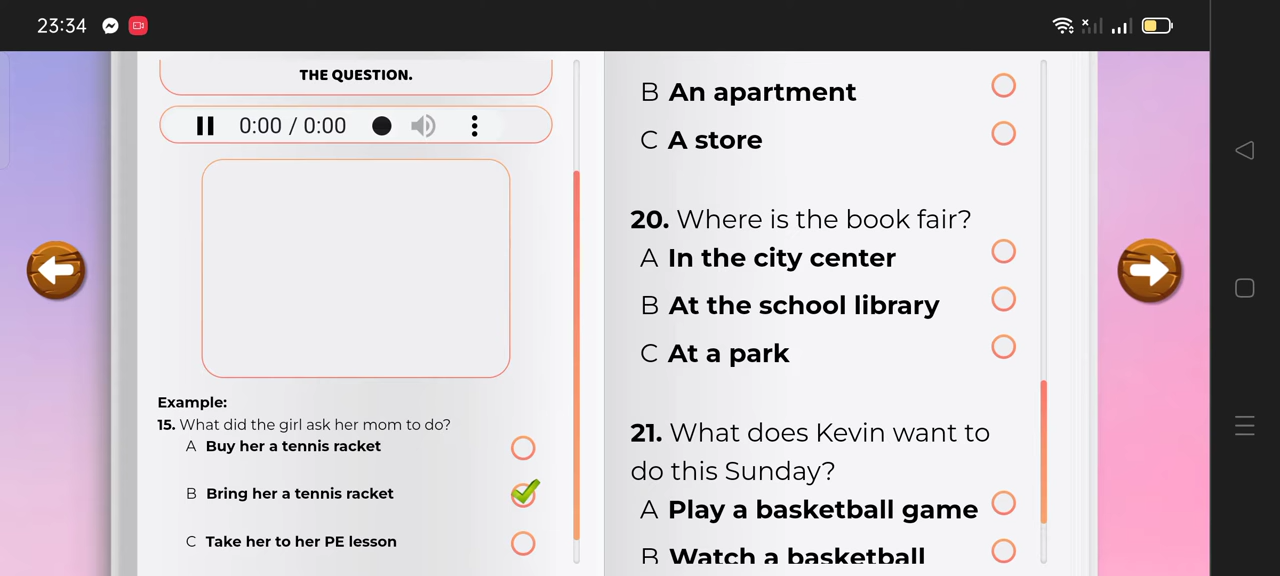 23:34
THE QUESTION.
0:00 / 0:00
Example:
15. What did the girl ask her mom to do?
A Buy her a tennis racket
B Bring her a tennis racket
C Take her to her PE lesson
B An apartment
C A store
20. Where is the book fair?
A In the city center
B At the school library
C At a park
21. What does Kevin want to
do this Sunday?
A Play a basketball game
B Watch a basketball